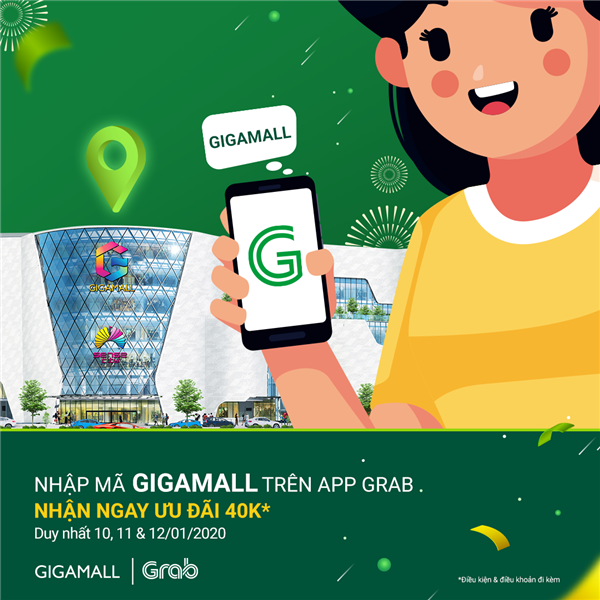 GIGAMALL
G
GIGAMALL
NHẬP MÃ GIGAMALL TRÊN APP GRAB
NHẬN NGAY ƯU ĐÃI 40K*
Duy nhất 10, 11 & 12/01/2020
GIGAMALL | Grab
*Điều kiện & điều khoản đi kèm